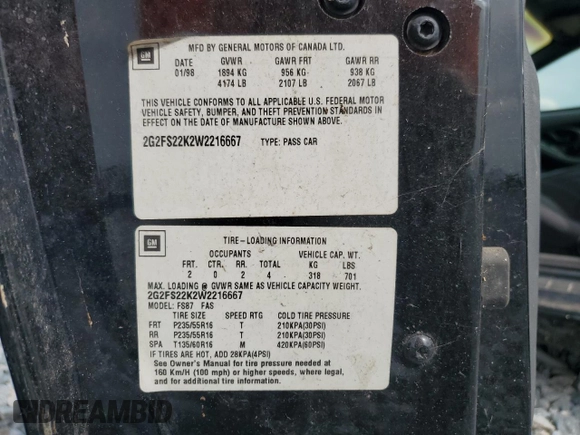 GM
MFD BY GENERAL MOTORS OF CANADA LTD.
DATE GVWR GAWR FRT GAWR RR
01/98 1894 KG 956 KG 938 KG
4174 LB 2107 LB 2067 LB
THIS VEHICLE CONFORMS TO ALL APPLICABLE U.S. FEDERAL MOTOR
VEHICLE SAFETY, BUMPER, AND THEFT PREVENTION STANDARDS IN
EFFECT ON THE DATE OF MANUFACTURE SHOWN ABOVE.
2G2FS22K2W2216667 TYPE: PASS CAR
GM
TIRE-LOADING INFORMATION
OCCUPANTS VEHICLE CAP. WT.
FRT. CTR. RR. TOTAL KG LBS
2 0 2 4 318 701
MAX. LOADING @ GVWR SAME AS VEHICLE CAPACITY WEIGHT.
2G2FS22K2W2216667
MODEL: FS87 FAS
TIRE SIZE SPEED RTG COLD TIRE PRESSURE
FRT P235/55R16 T 210KPA(30PSI)
RR P235/55R16 T 210KPA(30PSI)
SPA T135/60R16 M 420KPA(60PSI)
IF TIRES ARE HOT, ADD 28KPA(4PSI)
See Owner's Manual for tire pressure needed at
160 Km/H (100 mph) or higher speeds, where legal,
and for additional tire information.
DREAMBID